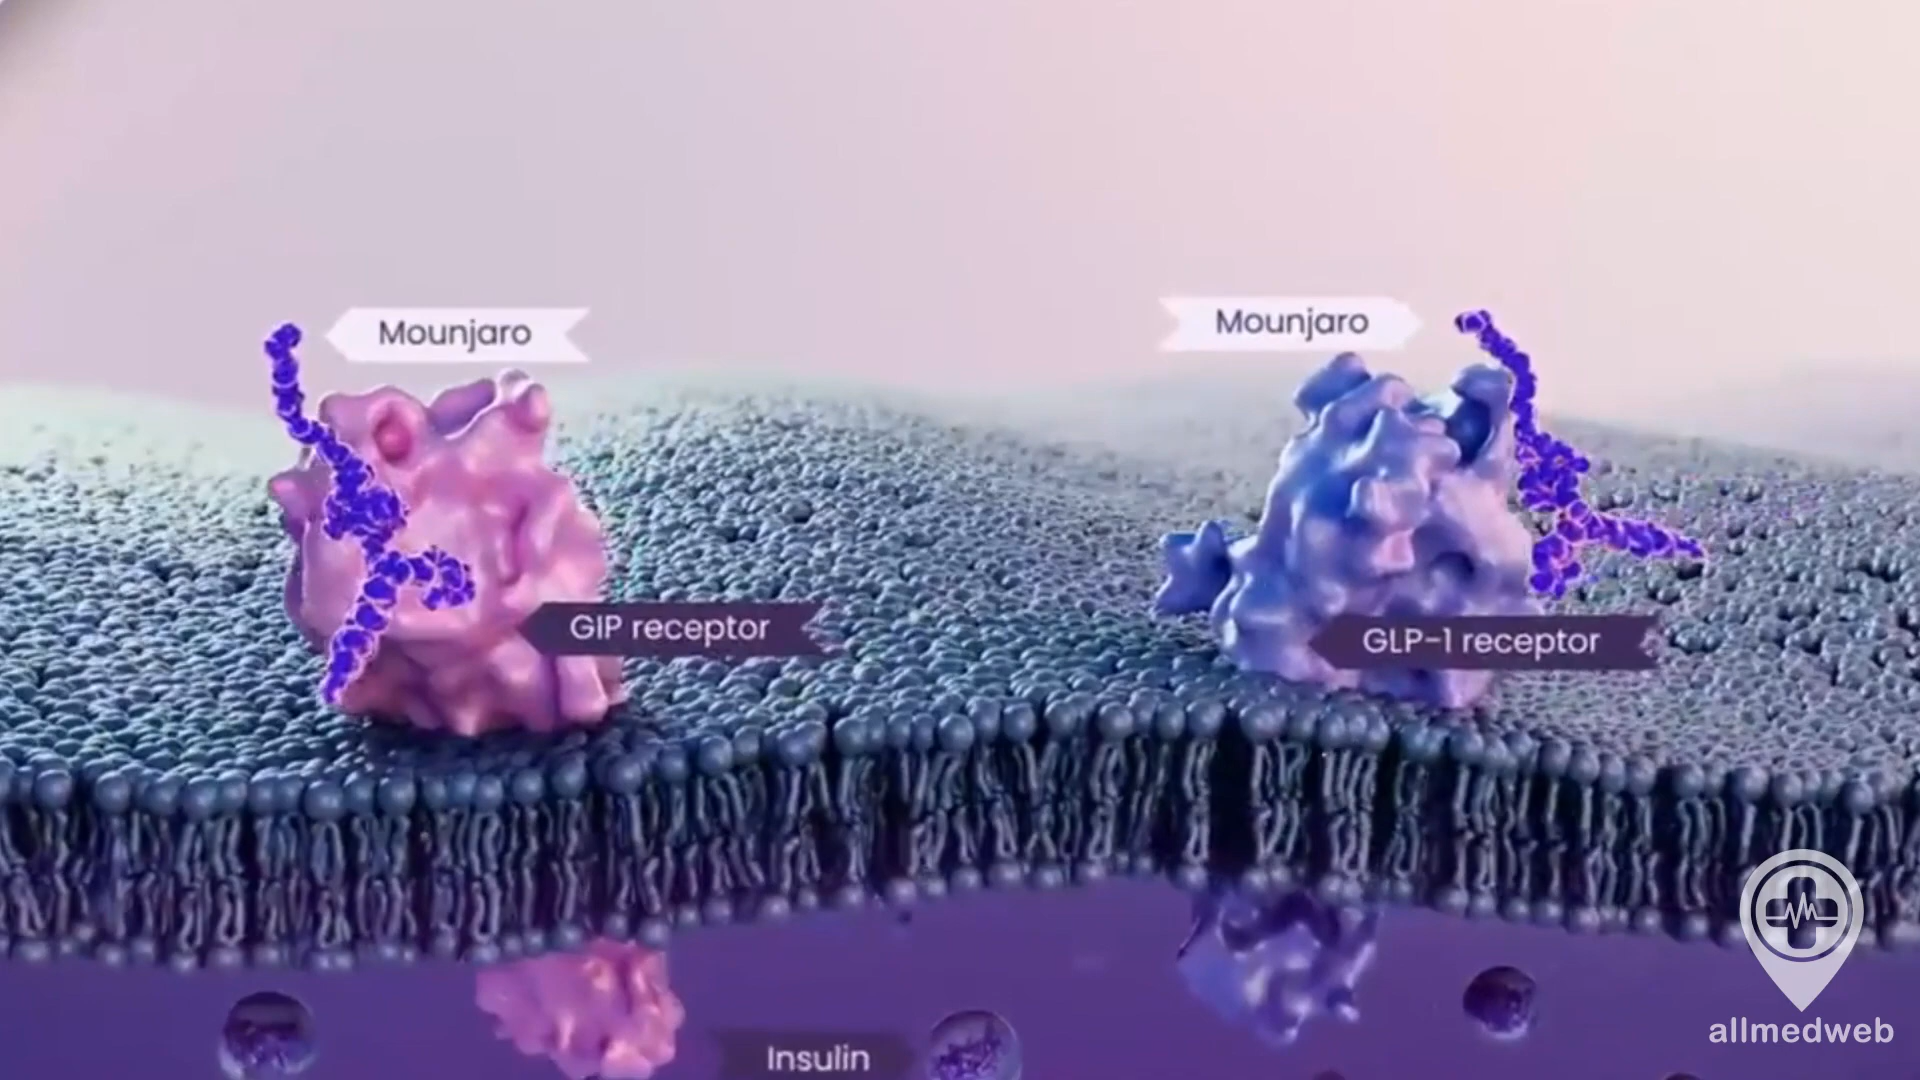 Mounjaro
Mounjaro
GIP receptor
GLP-1 receptor
Insulin
allmedweb